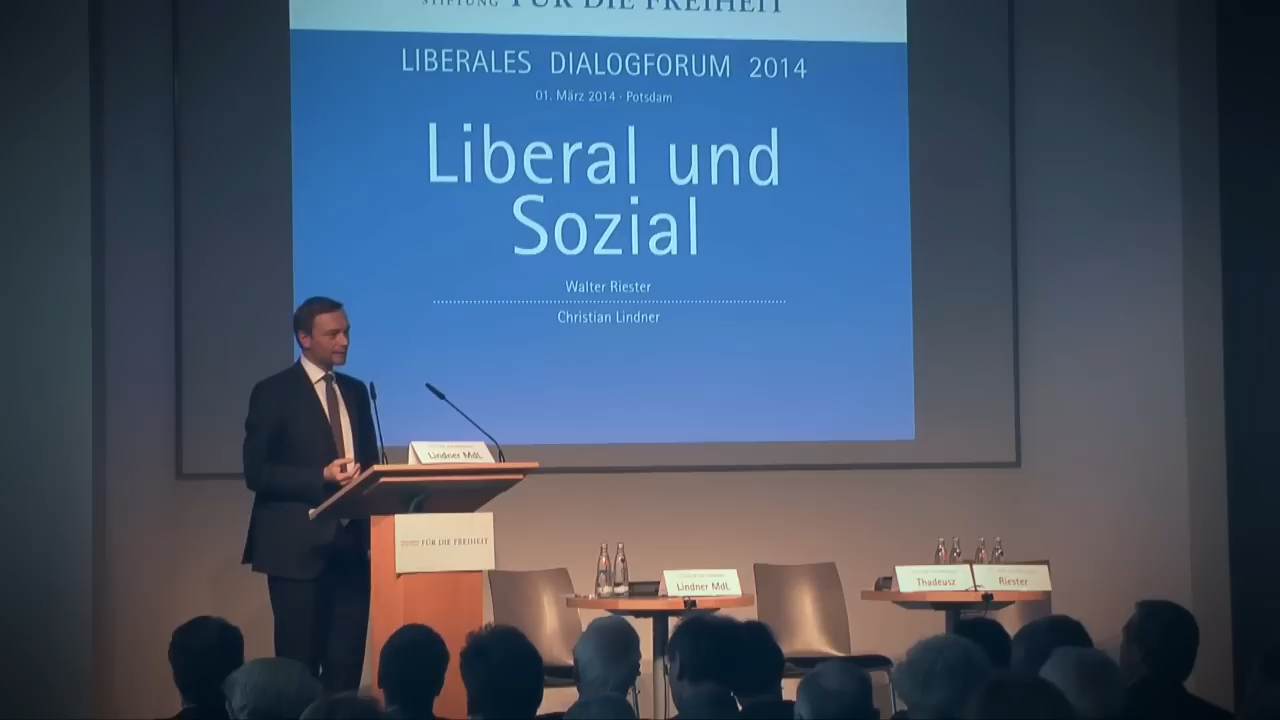 STIFTUNG FÜR DIE FREIHEIT
LIBERALES DIALOGFORUM 2014
01. März 2014 · Potsdam
Liberal und
Sozial
Walter Riester
Christian Lindner
Lindner MdL
FÜR DIE FREIHEIT
Lindner MdL
Thadeusz
Riester